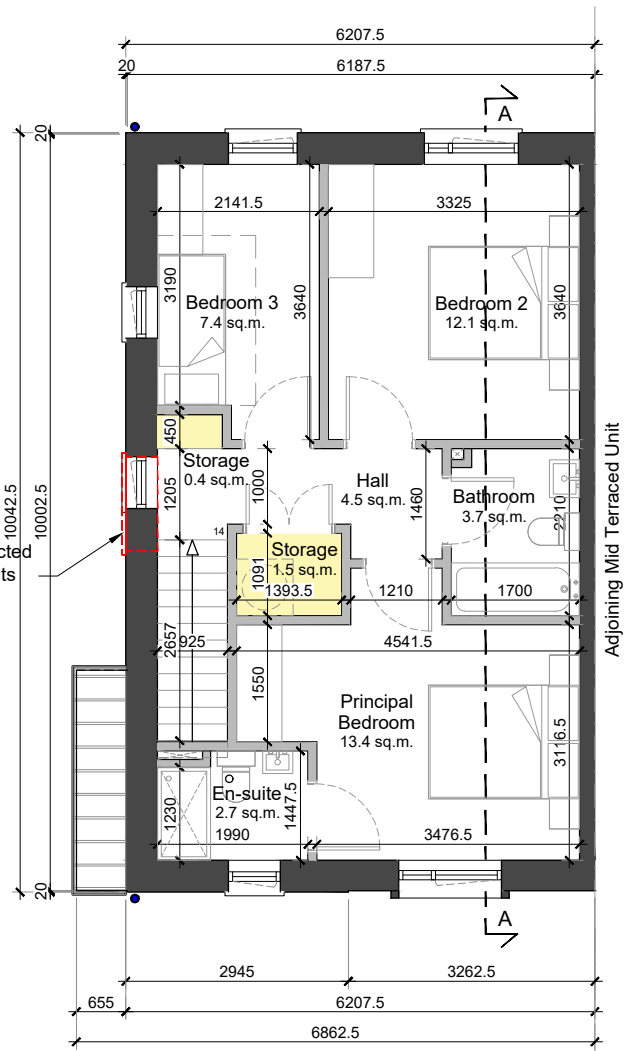 6207.5
20
6187.5
A
20
2141.5
3325
3190
3640
3640
Bedroom 3
7.4 sq.m.
Bedroom 2
12.1 sq.m.
450
Storage
0.4 sq.m.
1205
1000
Hall
4.5 sq.m.
1460
Bathroom
3.7 sq.m.
2210
10042.5
10002.5
cted
ts
14
Storage
1.5 sq.m.
1091
1393.5
1210
1700
Adjoining Mid Terraced Unit
2657
925
4541.5
1550
Principal
Bedroom
13.4 sq.m.
3116.5
En-suite
2.7 sq.m.
1230
1447.5
1990
3476.5
20
A
2945
3262.5
655
6207.5
6862.5